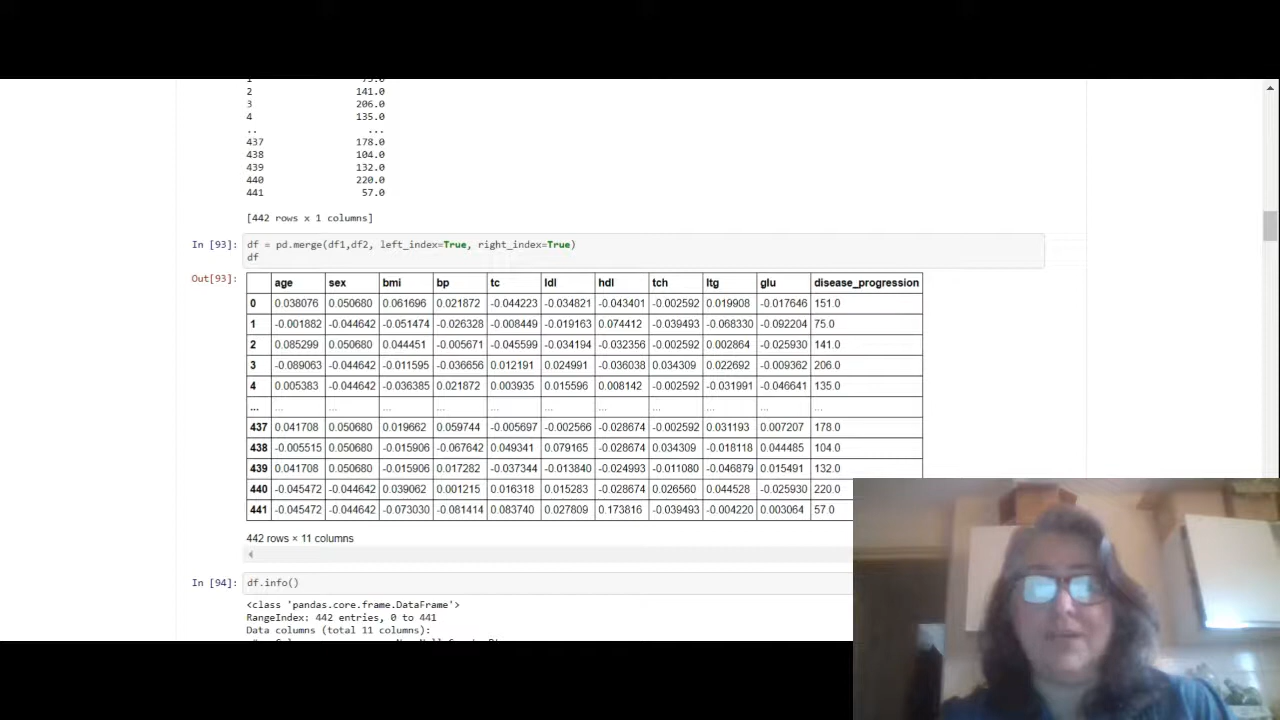 2 141.0
3 206.0
4 135.0
.. ...
437 178.0
438 104.0
439 132.0
440 220.0
441 57.0
[442 rows x 1 columns]
In [93]: df = pd.merge(df1,df2, left_index=True, right_index=True)
df
Out[93]:
age sex bmi bp tc ldl hdl tch ltg glu disease_progression
0 0.038076 0.050680 0.061696 0.021872 -0.044223 -0.034821 -0.043401 -0.002592 0.019908 -0.017646 151.0
1 -0.001882 -0.044642 -0.051474 -0.026328 -0.008449 -0.019163 0.074412 -0.039493 -0.068330 -0.092204 75.0
2 0.085299 0.050680 0.044451 -0.005671 -0.045599 -0.034194 -0.032356 -0.002592 0.002864 -0.025930 141.0
3 -0.089063 -0.044642 -0.011595 -0.036656 0.012191 0.024991 -0.036038 0.034309 0.022692 -0.009362 206.0
4 0.005383 -0.044642 -0.036385 0.021872 0.003935 0.015596 0.008142 -0.002592 -0.031991 -0.046641 135.0
... ... ... ... ... ... ... ... ... ... ... ...
437 0.041708 0.050680 0.019662 0.059744 -0.005697 -0.002566 -0.028674 -0.002592 0.031193 0.007207 178.0
438 -0.005515 0.050680 -0.015906 -0.067642 0.049341 0.079165 -0.028674 0.034309 -0.018118 0.044485 104.0
439 0.041708 0.050680 -0.015906 0.017282 -0.037344 -0.013840 -0.024993 -0.011080 -0.046879 0.015491 132.0
440 -0.045472 -0.044642 0.039062 0.001215 0.016318 0.015283 -0.028674 0.026560 0.044528 -0.025930 220.0
441 -0.045472 -0.044642 -0.073030 -0.081414 0.083740 0.027809 0.173816 -0.039493 -0.004220 0.003064 57.0
442 rows × 11 columns
In [94]: df.info()
<class 'pandas.core.frame.DataFrame'>
RangeIndex: 442 entries, 0 to 441
Data columns (total 11 columns):